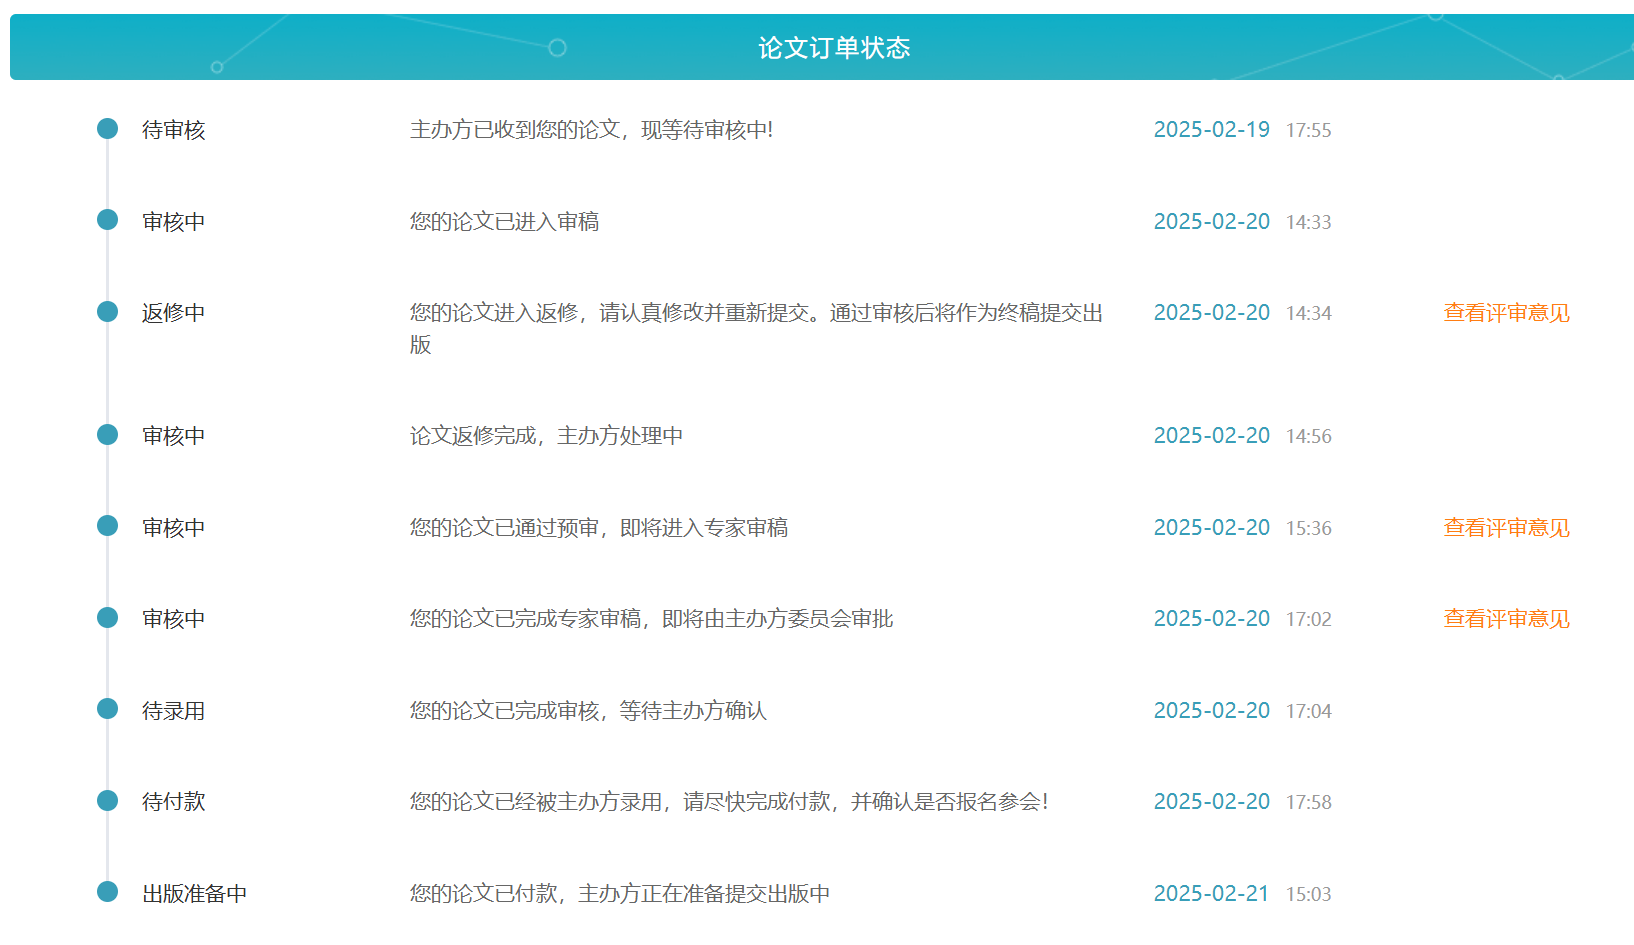 论文订单状态
待审核 主办方已收到您的论文，现等待审核中! 2025-02-19 17:55
审核中 您的论文已进入审稿 2025-02-20 14:33
返修中 您的论文进入返修，请认真修改并重新提交。通过审核后将作为终稿提交出 2025-02-20 14:34 查看评审意见
版
审核中 论文返修完成，主办方处理中 2025-02-20 14:56
审核中 您的论文已通过预审，即将进入专家审稿 2025-02-20 15:36 查看评审意见
审核中 您的论文已完成专家审稿，即将由主办方委员会审批 2025-02-20 17:02 查看评审意见
待录用 您的论文已完成审核，等待主办方确认 2025-02-20 17:04
待付款 您的论文已经被主办方录用，请尽快完成付款，并确认是否报名参会！ 2025-02-20 17:58
出版准备中 您的论文已付款，主办方正在准备提交出版中 2025-02-21 15:03